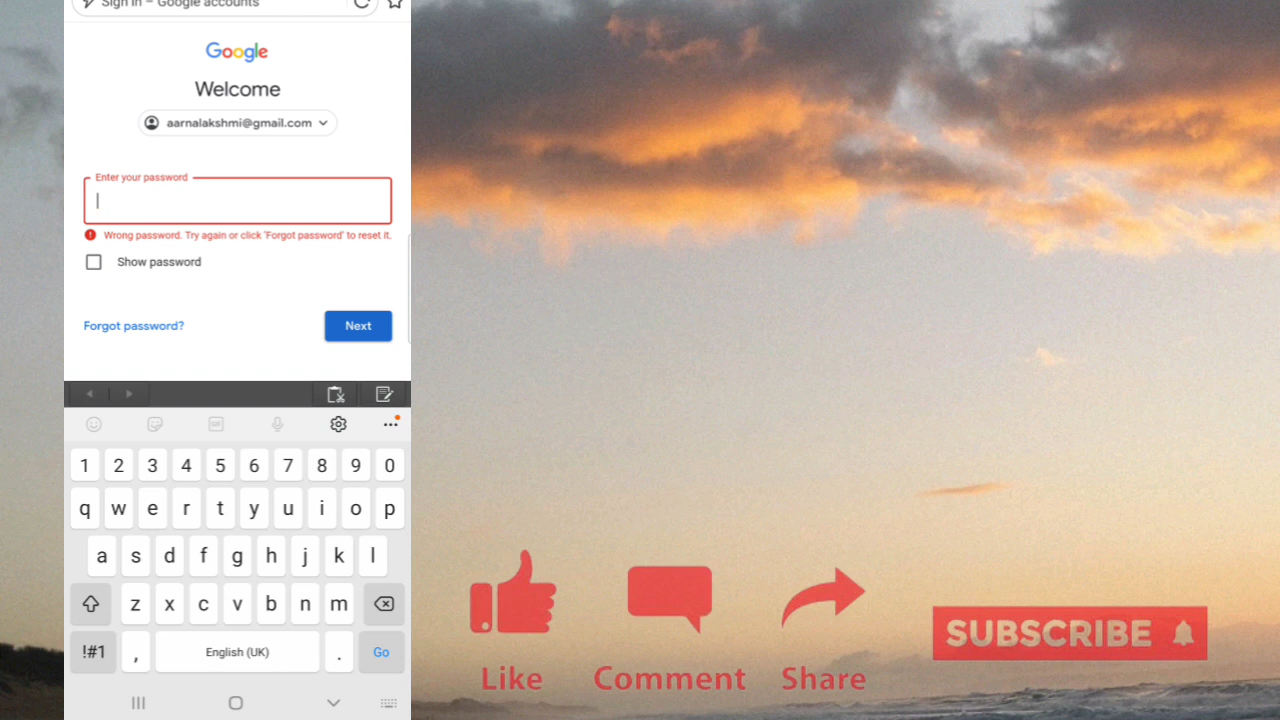 Sign in – Google accounts
Google
Welcome
aarnalakshmi@gmail.com
Enter your password
Wrong password. Try again or click 'Forgot password' to reset it.
Show password
Forgot password?
Next
GIF
1 2 3 4 5 6 7 8 9 0
q w e r t y u i o p
a s d f g h j k l
z x c v b n m
!#1 , English (UK) . Go
Like Comment Share SUBSCRIBE